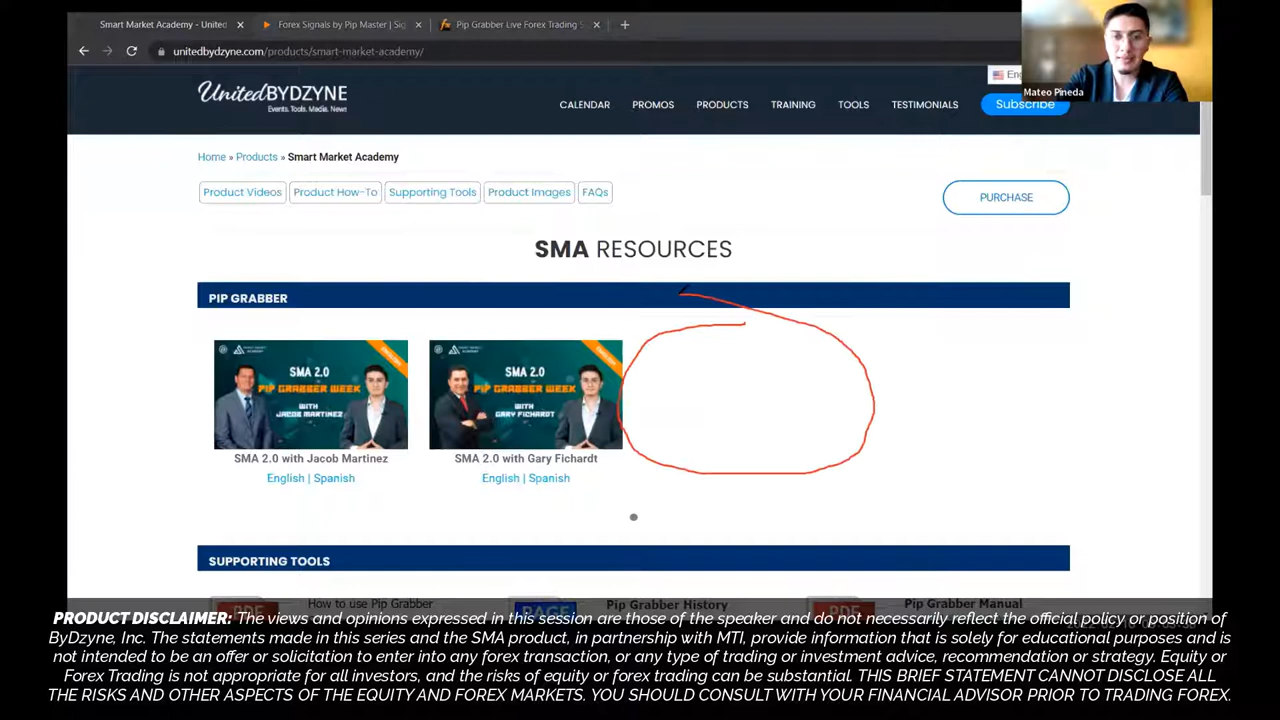 Smart Market Academy - United
Forex Signals by Pip Master | Sig
Pip Grabber Live Forex Trading S
unitedbydzyne.com/products/smart-market-academy/
UnitedBYDZYNE
Events. Tools. Media. News
CALENDAR PROMOS PRODUCTS TRAINING TOOLS TESTIMONIALS Subscribe
Eng
Mateo Pineda
Home » Products » Smart Market Academy
Product Videos Product How-To Supporting Tools Product Images FAQs
PURCHASE
SMA RESOURCES
PIP GRABBER
SMA 2.0
PIP GRABBER WEEK
WITH
JACOB MARTINEZ
ENGLISH
SMA 2.0
PIP GRABBER WEEK
WITH
GARY FICHARDT
ENGLISH
SMA 2.0 with Jacob Martinez
English | Spanish
SMA 2.0 with Gary Fichardt
English | Spanish
SUPPORTING TOOLS
PDF How to use Pip Grabber
PAGE Pip Grabber History
PDF Pip Grabber Manual
PRODUCT DISCLAIMER: The views and opinions expressed in this session are those of the speaker and do not necessarily reflect the official policy or position of
ByDzyne, Inc. The statements made in this series and the SMA product, in partnership with MTI, provide information that is solely for educational purposes and is
not intended to be an offer or solicitation to enter into any forex transaction, or any type of trading or investment advice, recommendation or strategy. Equity or
Forex Trading is not appropriate for all investors, and the risks of equity or forex trading can be substantial. THIS BRIEF STATEMENT CANNOT DISCLOSE ALL
THE RISKS AND OTHER ASPECTS OF THE EQUITY AND FOREX MARKETS. YOU SHOULD CONSULT WITH YOUR FINANCIAL ADVISOR PRIOR TO TRADING FOREX.